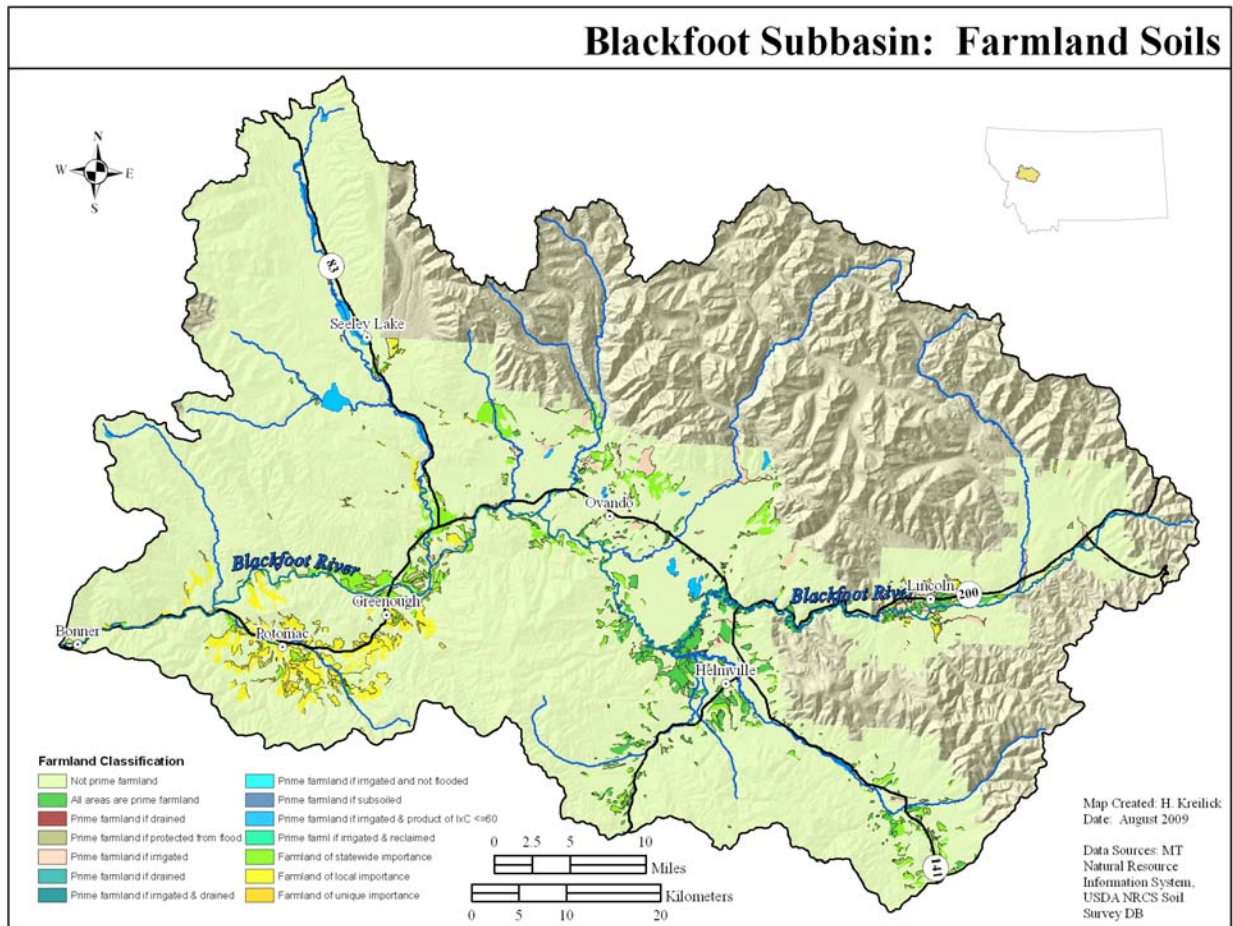 Blackfoot Subbasin: Farmland Soils
N
W E
S
83
Seeley Lake
Ovando
Blackfoot River
Greenough
Bonner
Potomac
Blackfoot River
Lincoln
200
Helmville
141
Farmland Classification
Not prime farmland
All areas are prime farmland
Prime farmland if drained
Prime farmland if protected from flood
Prime farmland if irrigated
Prime farmland if drained
Prime farmland if irrigated & drained
Prime farmland if irrigated and not flooded
Prime farmland if subsoiled
Prime farmland if irrigated & product of IxC <=60
Prime farml if irrigated & reclaimed
Farmland of statewide importance
Farmland of local importance
Farmland of unique importance
0 2.5 5 10
Miles
Kilometers
0 5 10 20
Map Created: H. Kreilick
Date: August 2009
Data Sources: MT
Natural Resource
Information System,
USDA NRCS Soil
Survey DB